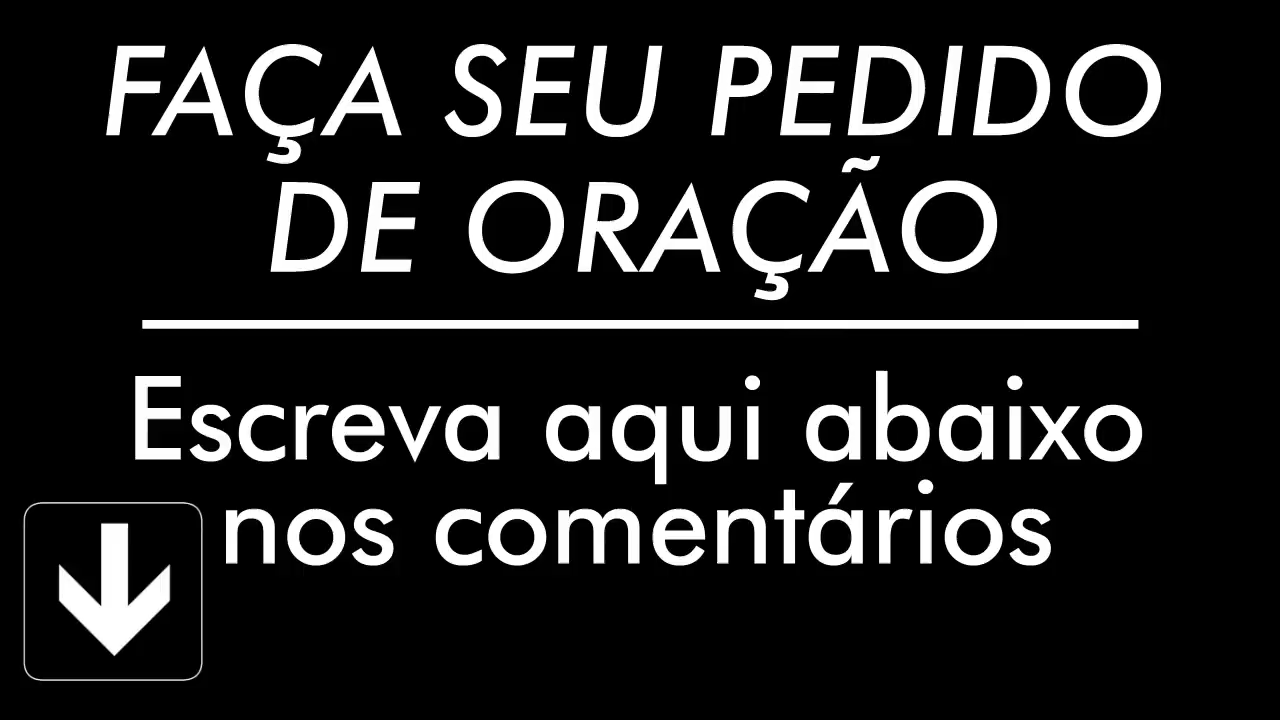 FAÇA SEU PEDIDO
DE ORAÇÃO
Escreva aqui abaixo
nos comentários